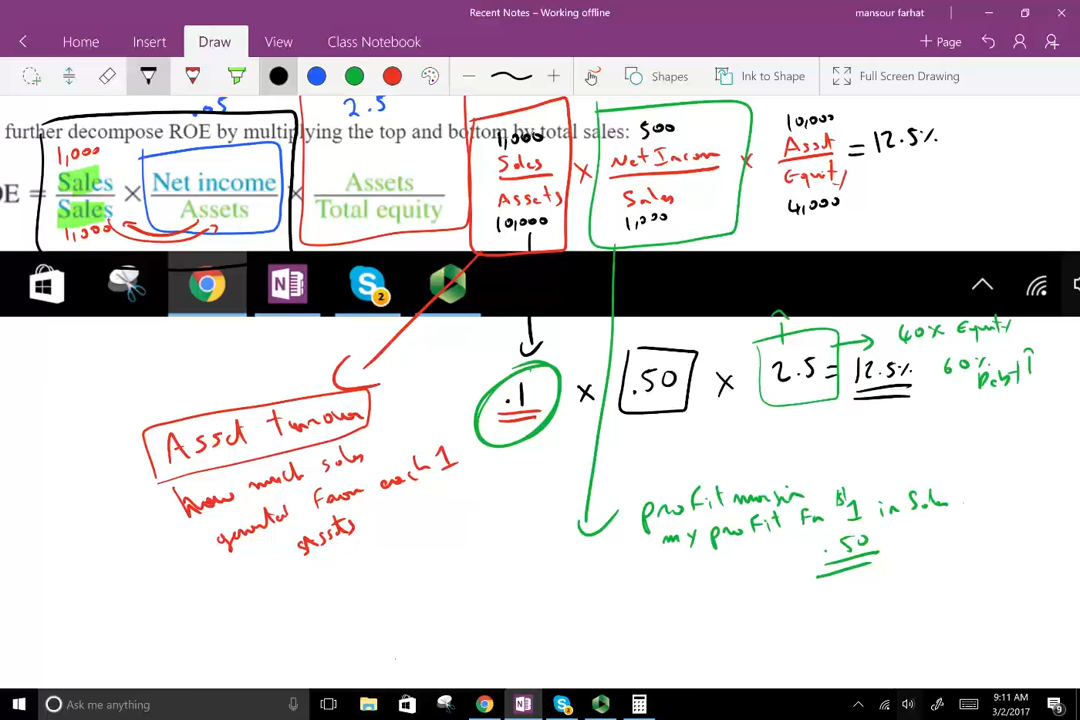 Recent Notes – Working offline
mansour farhat
Home Insert Draw View Class Notebook
Page
Shapes Ink to Shape Full Screen Drawing
.05 2.5
further decompose ROE by multiplying the top and bottom by total sales:
1,000
Sales × Net income × Assets
OE =
Sales Assets Total equity
1,000
1,000 500 10,000
Sales × Net Income × Asset = 12.5%
Assets Sales Equity
10,000 1,000 4,000
2
.1 × .50 × 2.5 = 12.5%
40% Equity
60% Debt ↑
Asset turnover
how much sales
generated from each 1
assets
profit margin
my profit for $1 in Sales
.50
Ask me anything
9:11 AM
3/2/2017
9